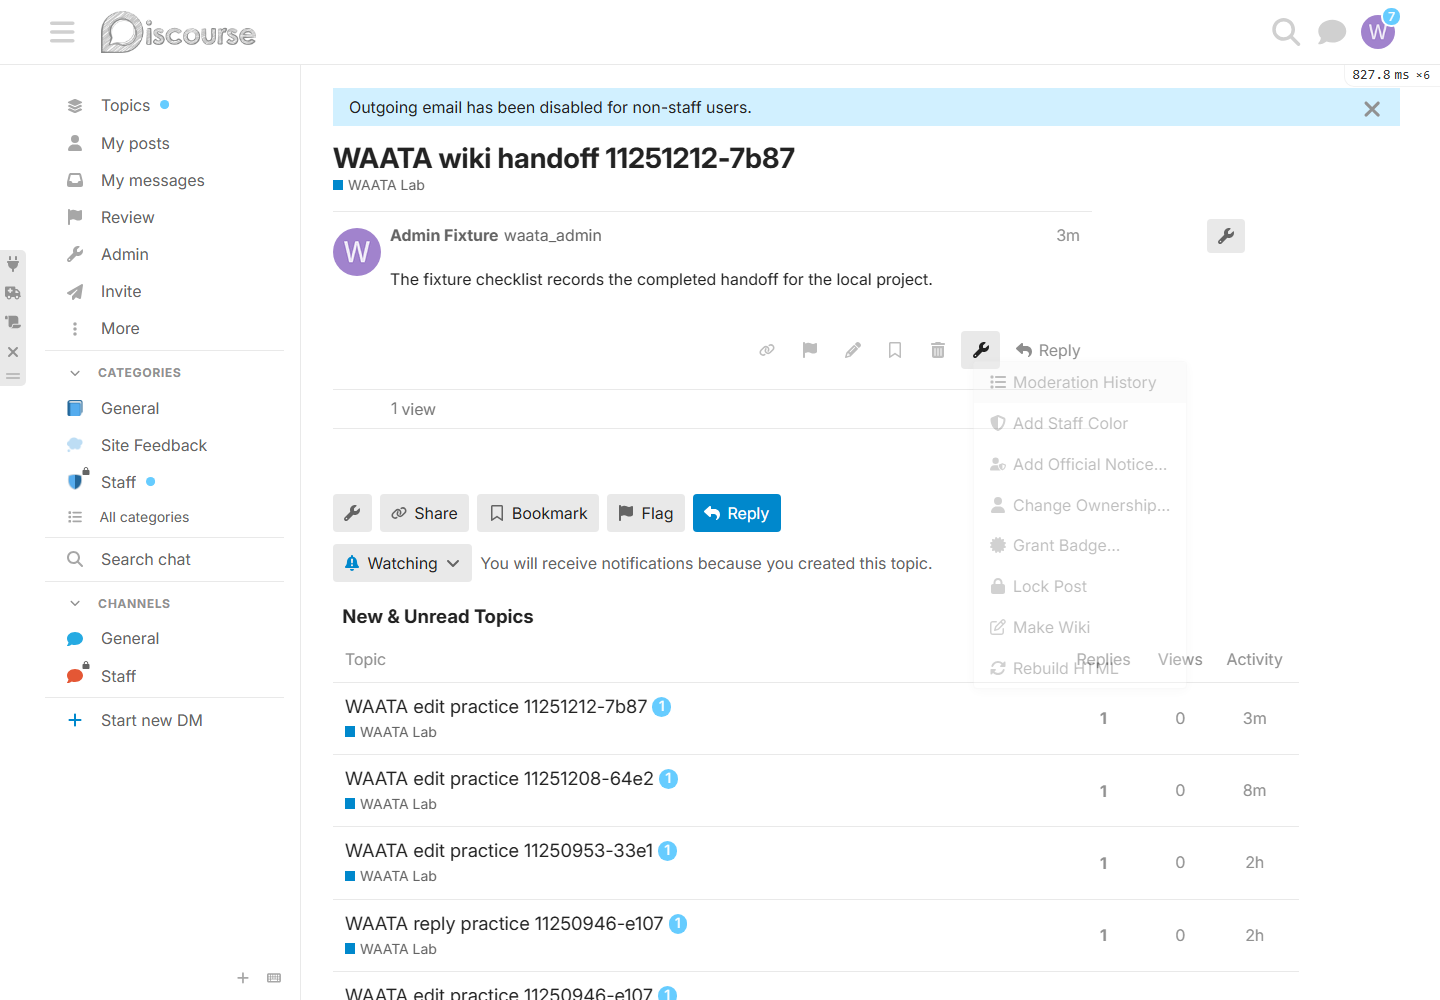 Discourse
W
7
827.8 ms ×6
Topics
My posts
My messages
Review
Admin
Invite
More
CATEGORIES
General
Site Feedback
Staff
All categories
Search chat
CHANNELS
General
Staff
Start new DM
Outgoing email has been disabled for non-staff users.
WAATA wiki handoff 11251212-7b87
WAATA Lab
W
Admin Fixture waata_admin 3m
The fixture checklist records the completed handoff for the local project.
Reply
Moderation History
Add Staff Color
Add Official Notice...
Change Ownership...
Grant Badge...
Lock Post
Make Wiki
Rebuild HTML
1 view
Share Bookmark Flag Reply
Watching You will receive notifications because you created this topic.
New & Unread Topics
Topic Replies Views Activity
WAATA edit practice 11251212-7b87 1
WAATA Lab
1 0 3m
WAATA edit practice 11251208-64e2 1
WAATA Lab
1 0 8m
WAATA edit practice 11250953-33e1 1
WAATA Lab
1 0 2h
WAATA reply practice 11250946-e107 1
WAATA Lab
1 0 2h
WAATA edit practice 11250946-e107 1